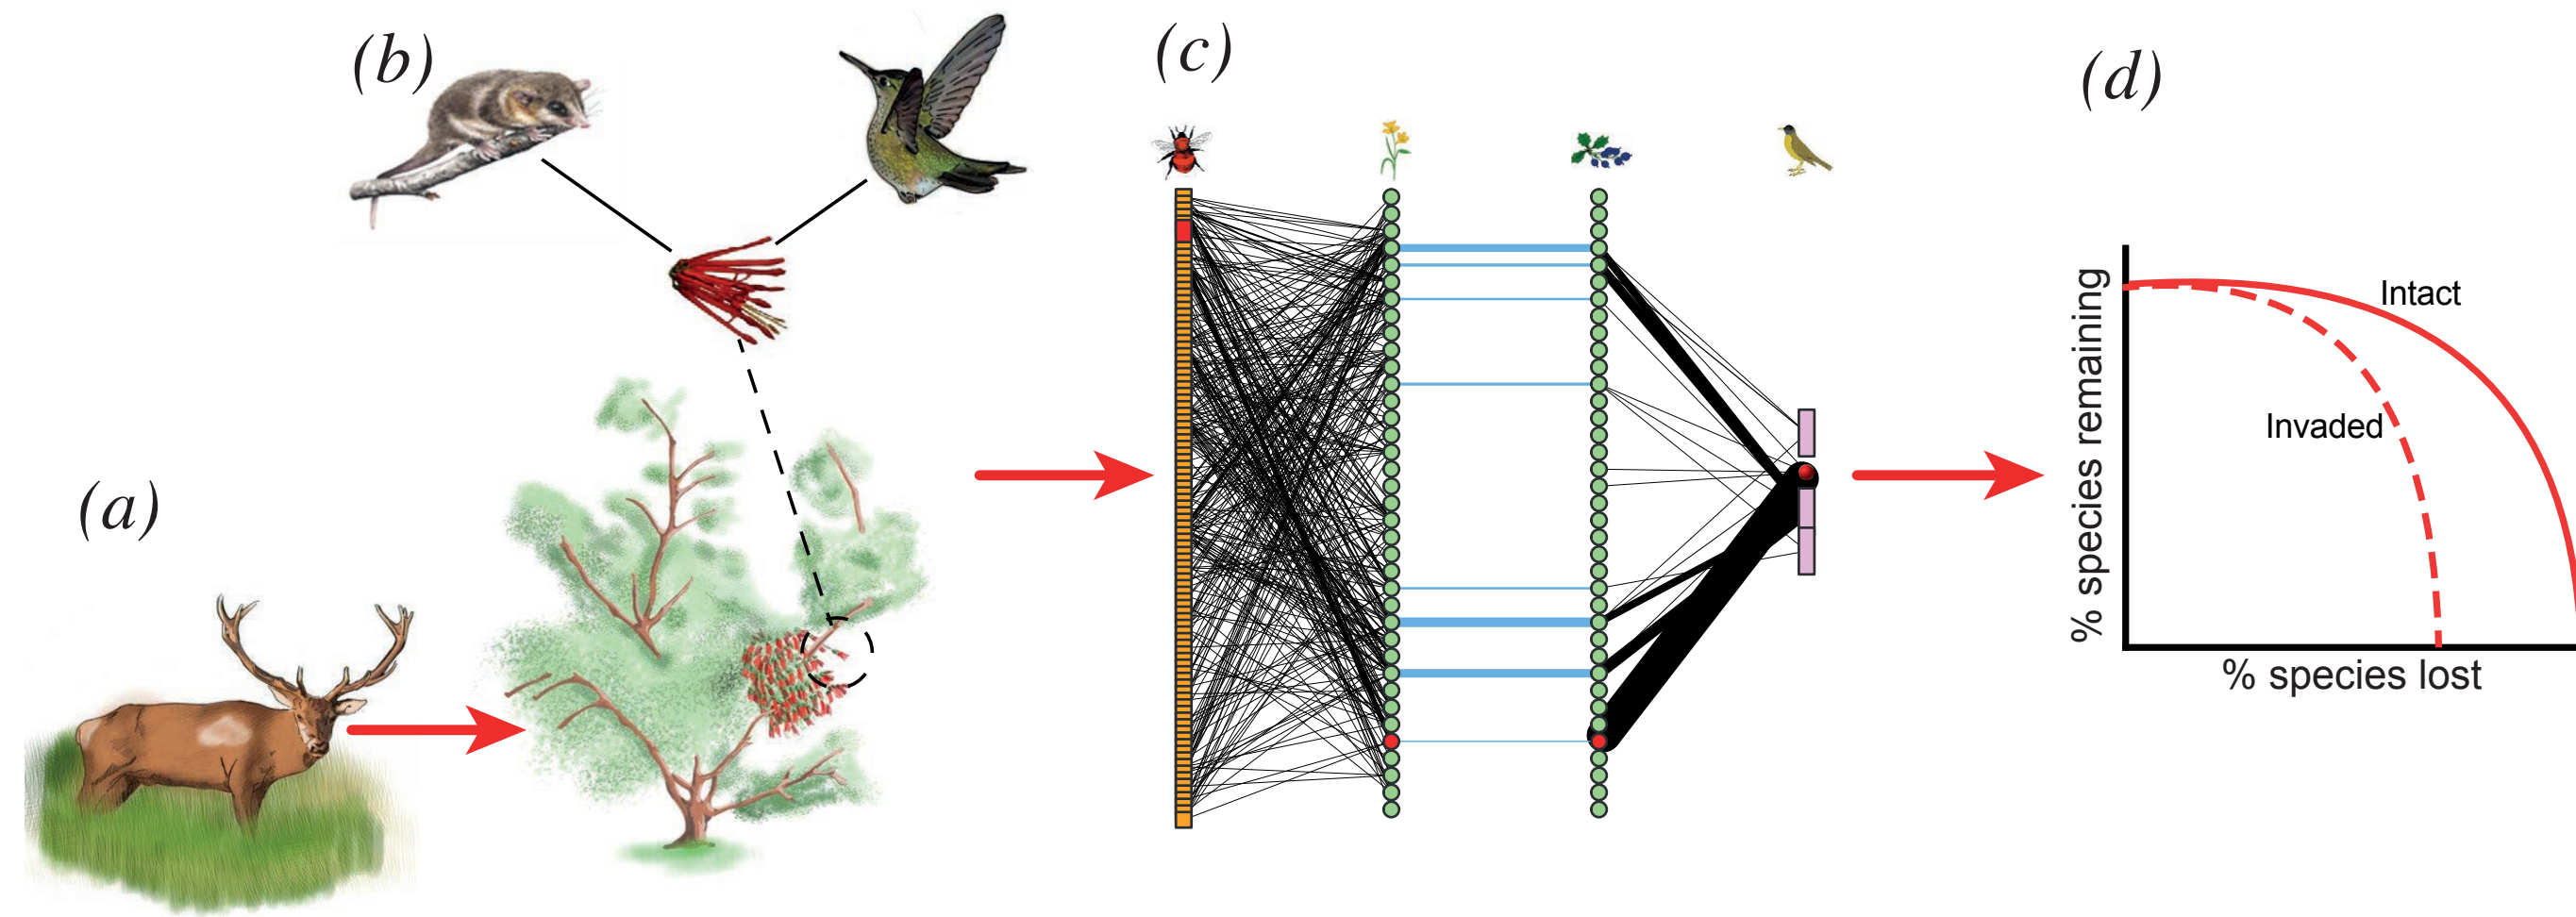 (a)
(b)
(c)
(d)
% species remaining
Intact
Invaded
% species lost